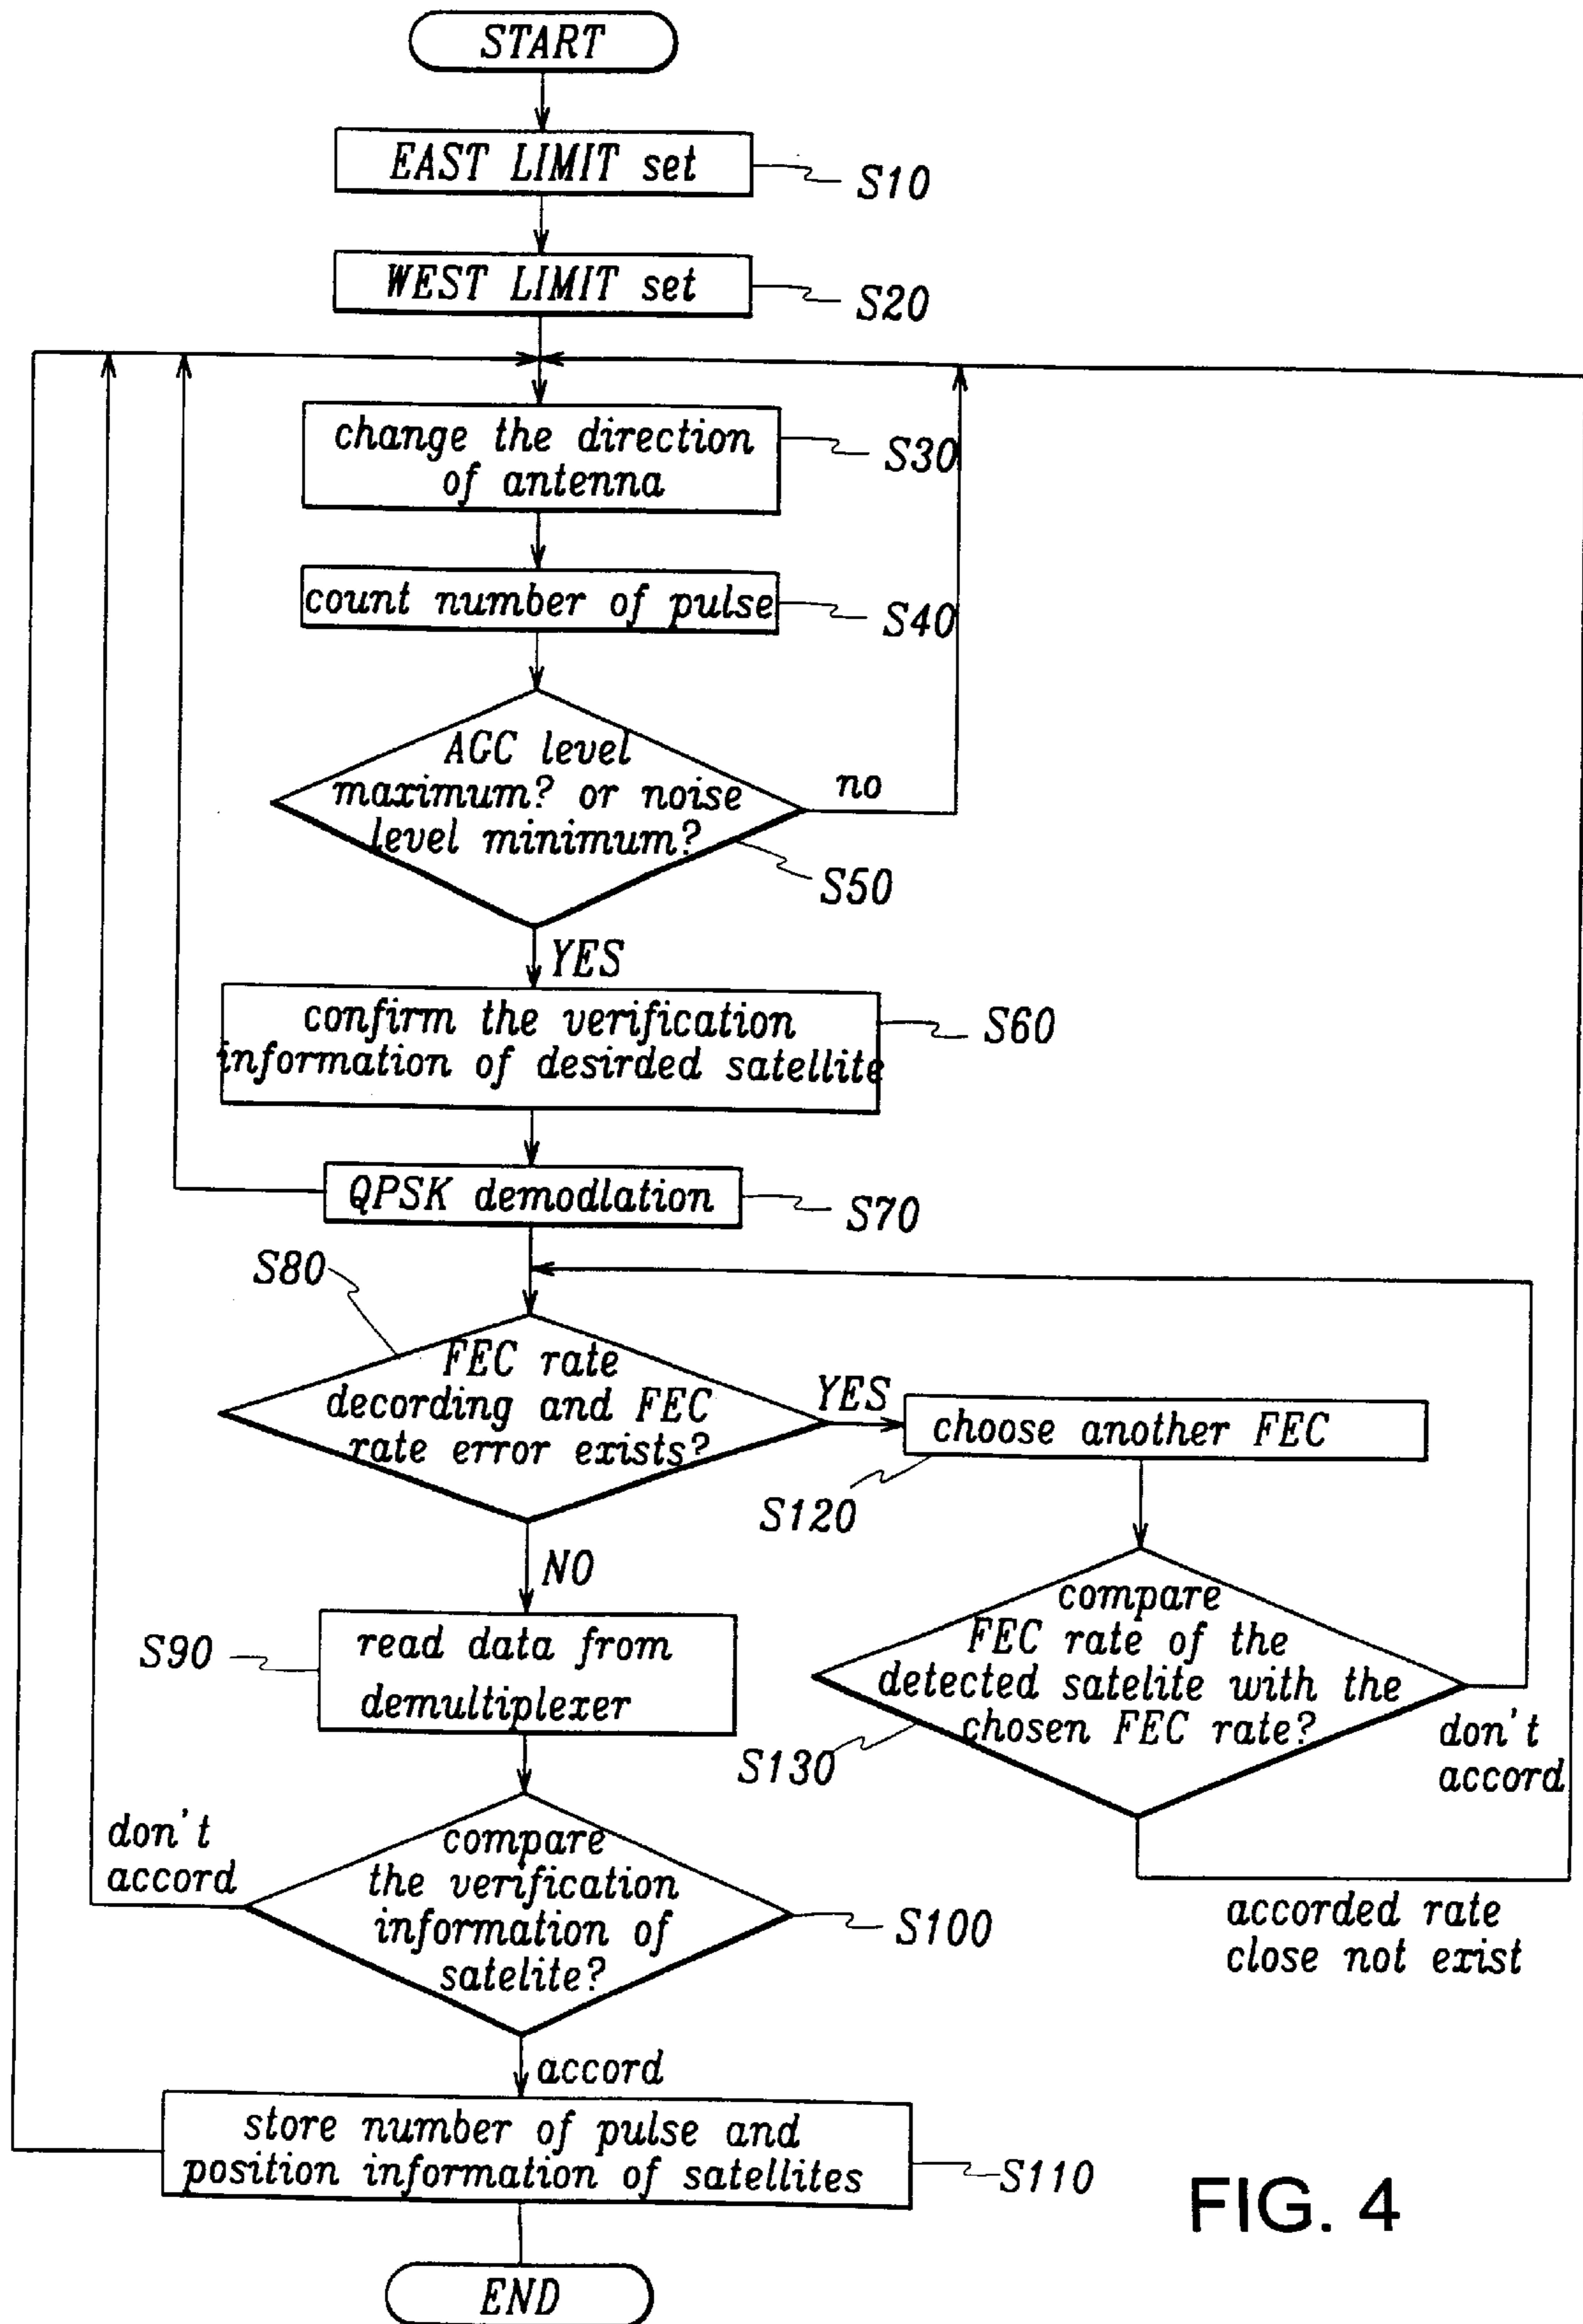 START
EAST LIMIT set
S10
WEST LIMIT set
S20
change the direction
of antenna
S30
count number of pulse
S40
AGC level
maximum? or noise
level minimum?
no
S50
YES
confirm the verification
information of desirded satellite
S60
QPSK demodlation
S70
S80
FEC rate
decording and FEC
rate error exists?
YES
choose another FEC
S120
NO
read data from
demultiplexer
S90
compare
FEC rate of the
detected satelite with the
chosen FEC rate?
S130
don't
accord
accorded rate
close not exist
compare
the verification
information of
satelite?
don't
accord
S100
accord
store number of pulse and
position information of satellites
S110
END
FIG. 4